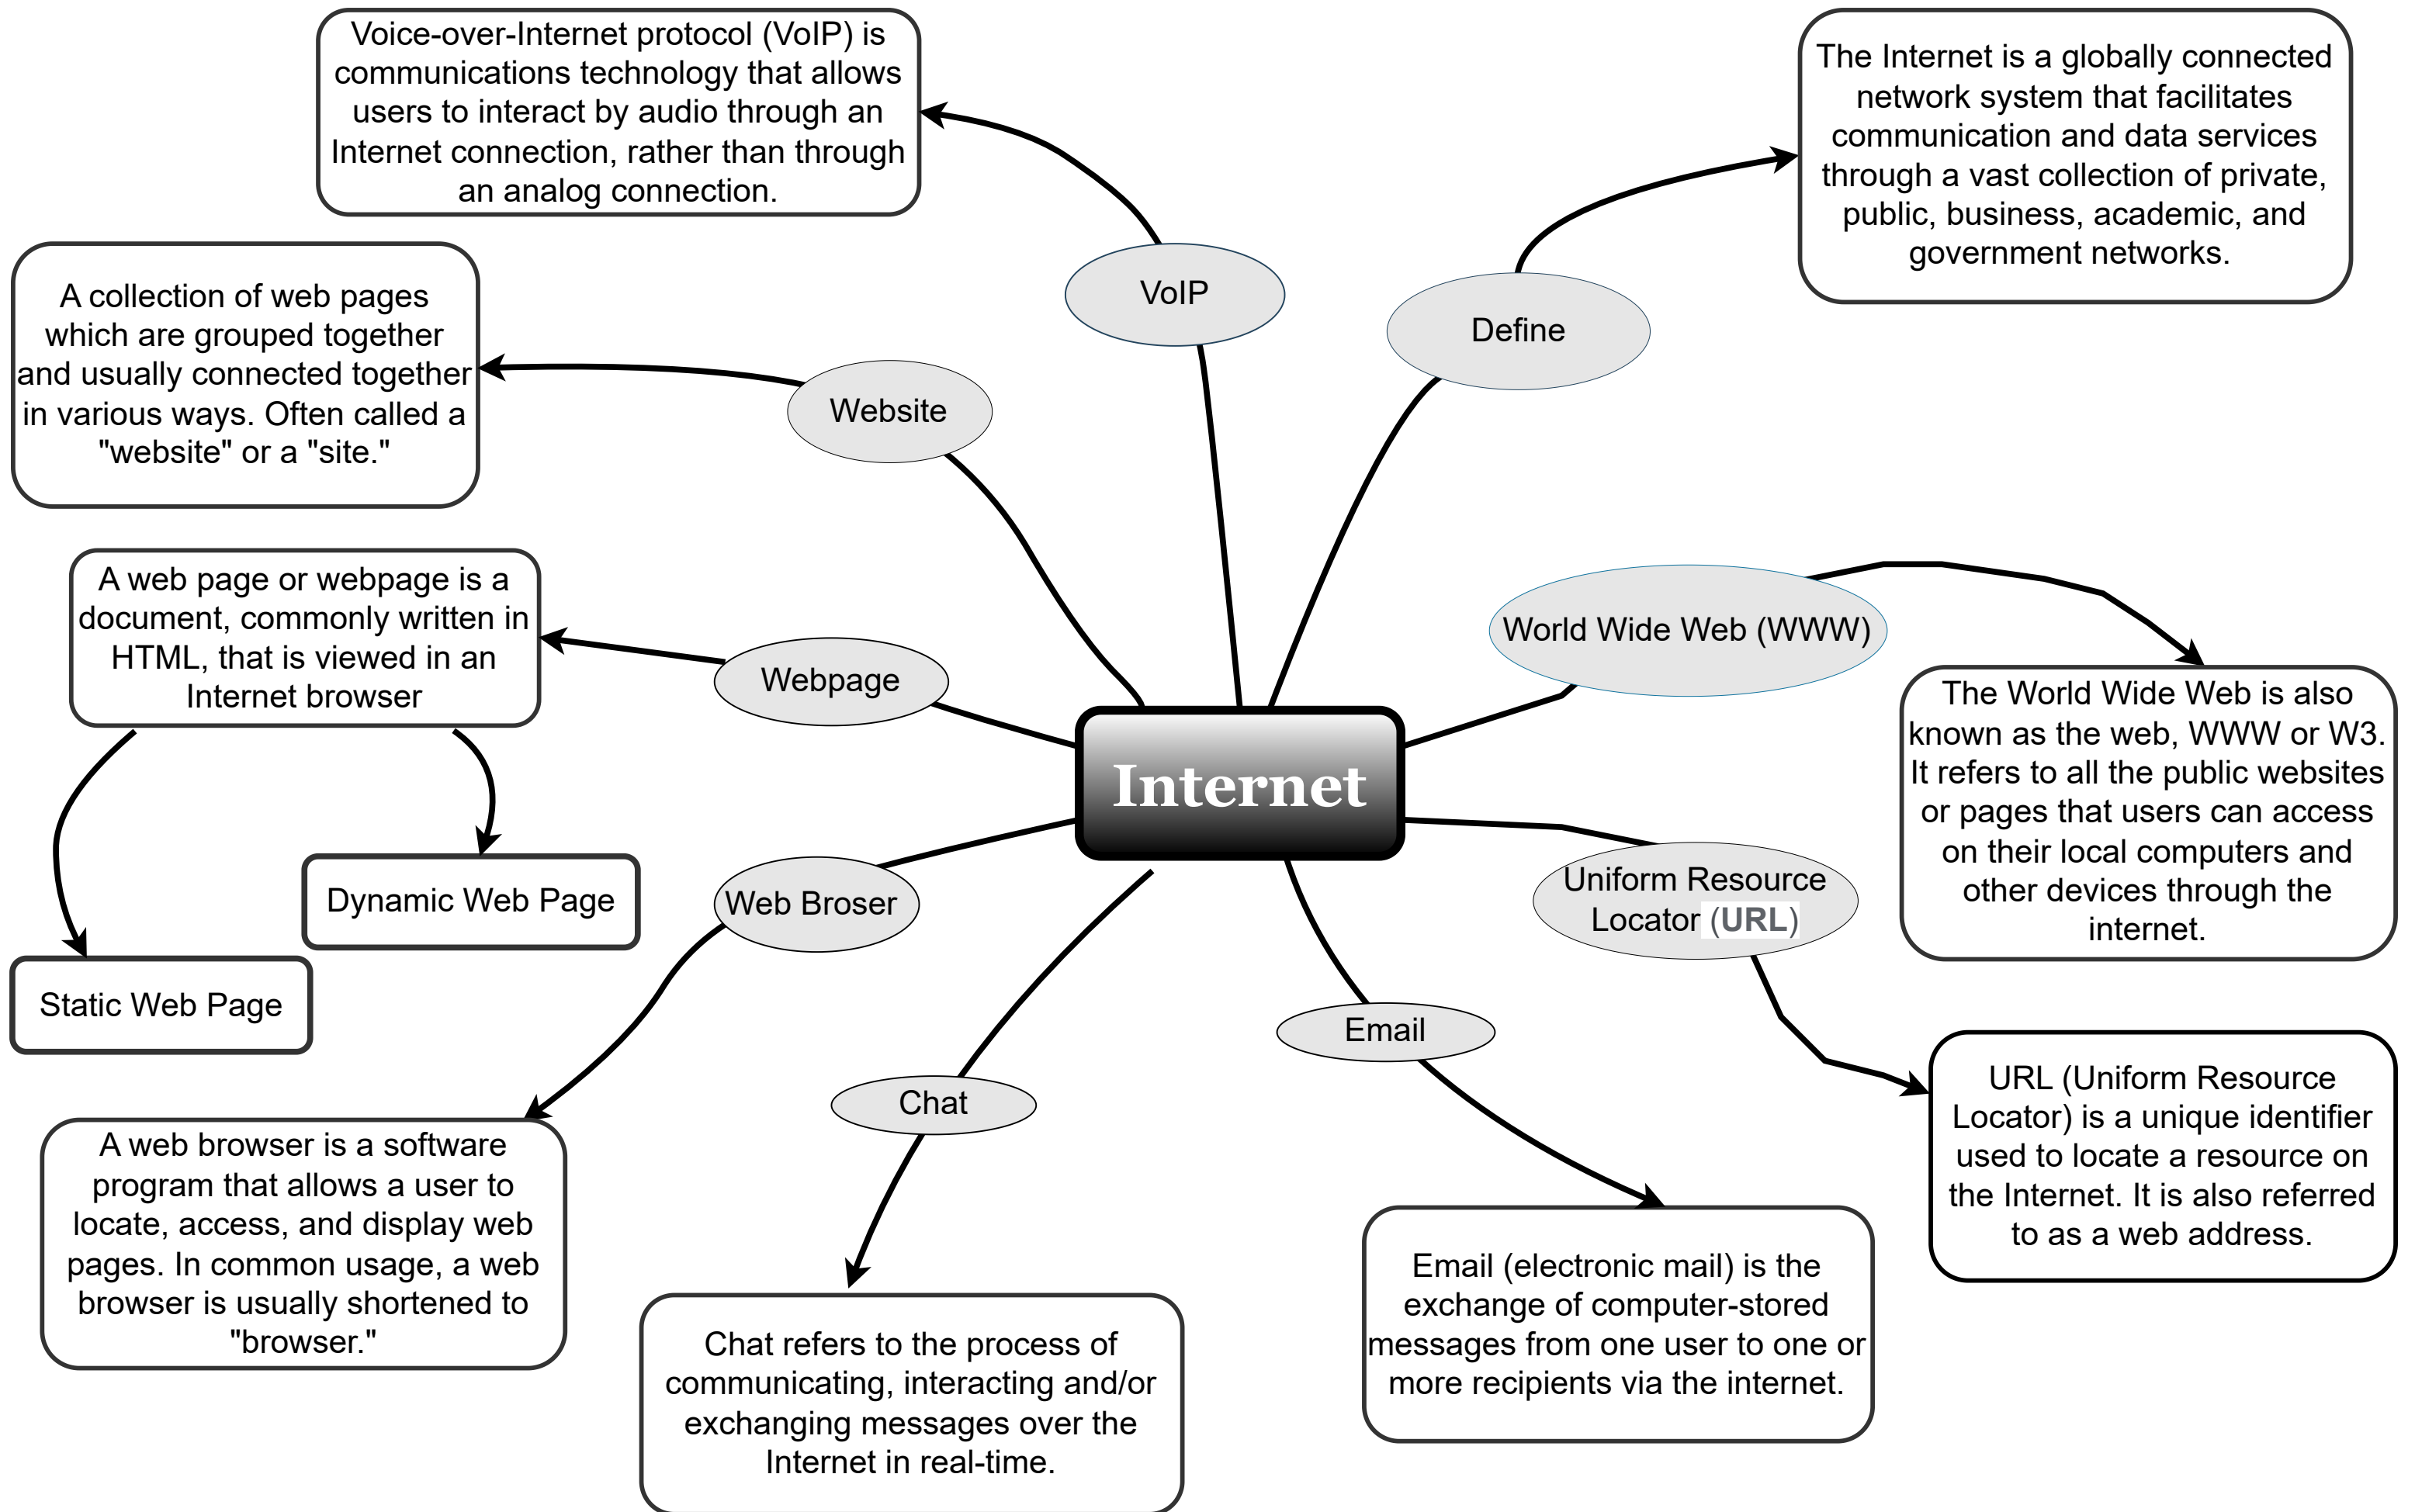 Voice-over-Internet protocol (VoIP) is
communications technology that allows
users to interact by audio through an
Internet connection, rather than through
an analog connection.
The Internet is a globally connected
network system that facilitates
communication and data services
through a vast collection of private,
public, business, academic, and
government networks.
VoIP
Define
A collection of web pages
which are grouped together
and usually connected together
in various ways. Often called a
"website" or a "site."
Website
A web page or webpage is a
document, commonly written in
HTML, that is viewed in an
Internet browser
Webpage
World Wide Web (WWW)
The World Wide Web is also
known as the web, WWW or W3.
It refers to all the public websites
or pages that users can access
on their local computers and
other devices through the
internet.
Internet
Dynamic Web Page
Static Web Page
Web Broser
Uniform Resource
Locator (URL)
Email
Chat
URL (Uniform Resource
Locator) is a unique identifier
used to locate a resource on
the Internet. It is also referred
to as a web address.
A web browser is a software
program that allows a user to
locate, access, and display web
pages. In common usage, a web
browser is usually shortened to
"browser."
Chat refers to the process of
communicating, interacting and/or
exchanging messages over the
Internet in real-time.
Email (electronic mail) is the
exchange of computer-stored
messages from one user to one or
more recipients via the internet.